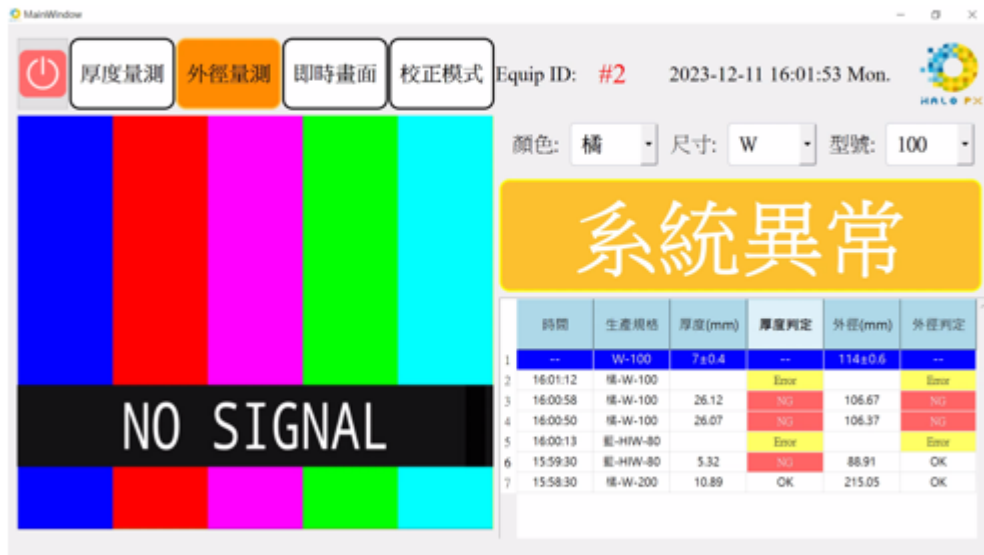 MainWindow
厚度量測 外徑量測 即時畫面 校正模式 Equip ID: #2 2023-12-11 16:01:53 Mon.
HALO PX
顏色: 橘 尺寸: W 型號: 100
系統異常
NO SIGNAL
時間 生產規格 厚度(mm) 厚度判定 外徑(mm) 外徑判定
1 -- W-100 7±0.4 -- 114±0.6 --
2 16:01:12 橘-W-100 Error Error
3 16:00:58 橘-W-100 26.12 NG 106.67 NG
4 16:00:50 橘-W-100 26.07 NG 106.37 NG
5 16:00:13 藍-HIW-80 Error Error
6 15:59:30 藍-HIW-80 5.32 NG 88.91 OK
7 15:58:30 橘-W-200 10.89 OK 215.05 OK